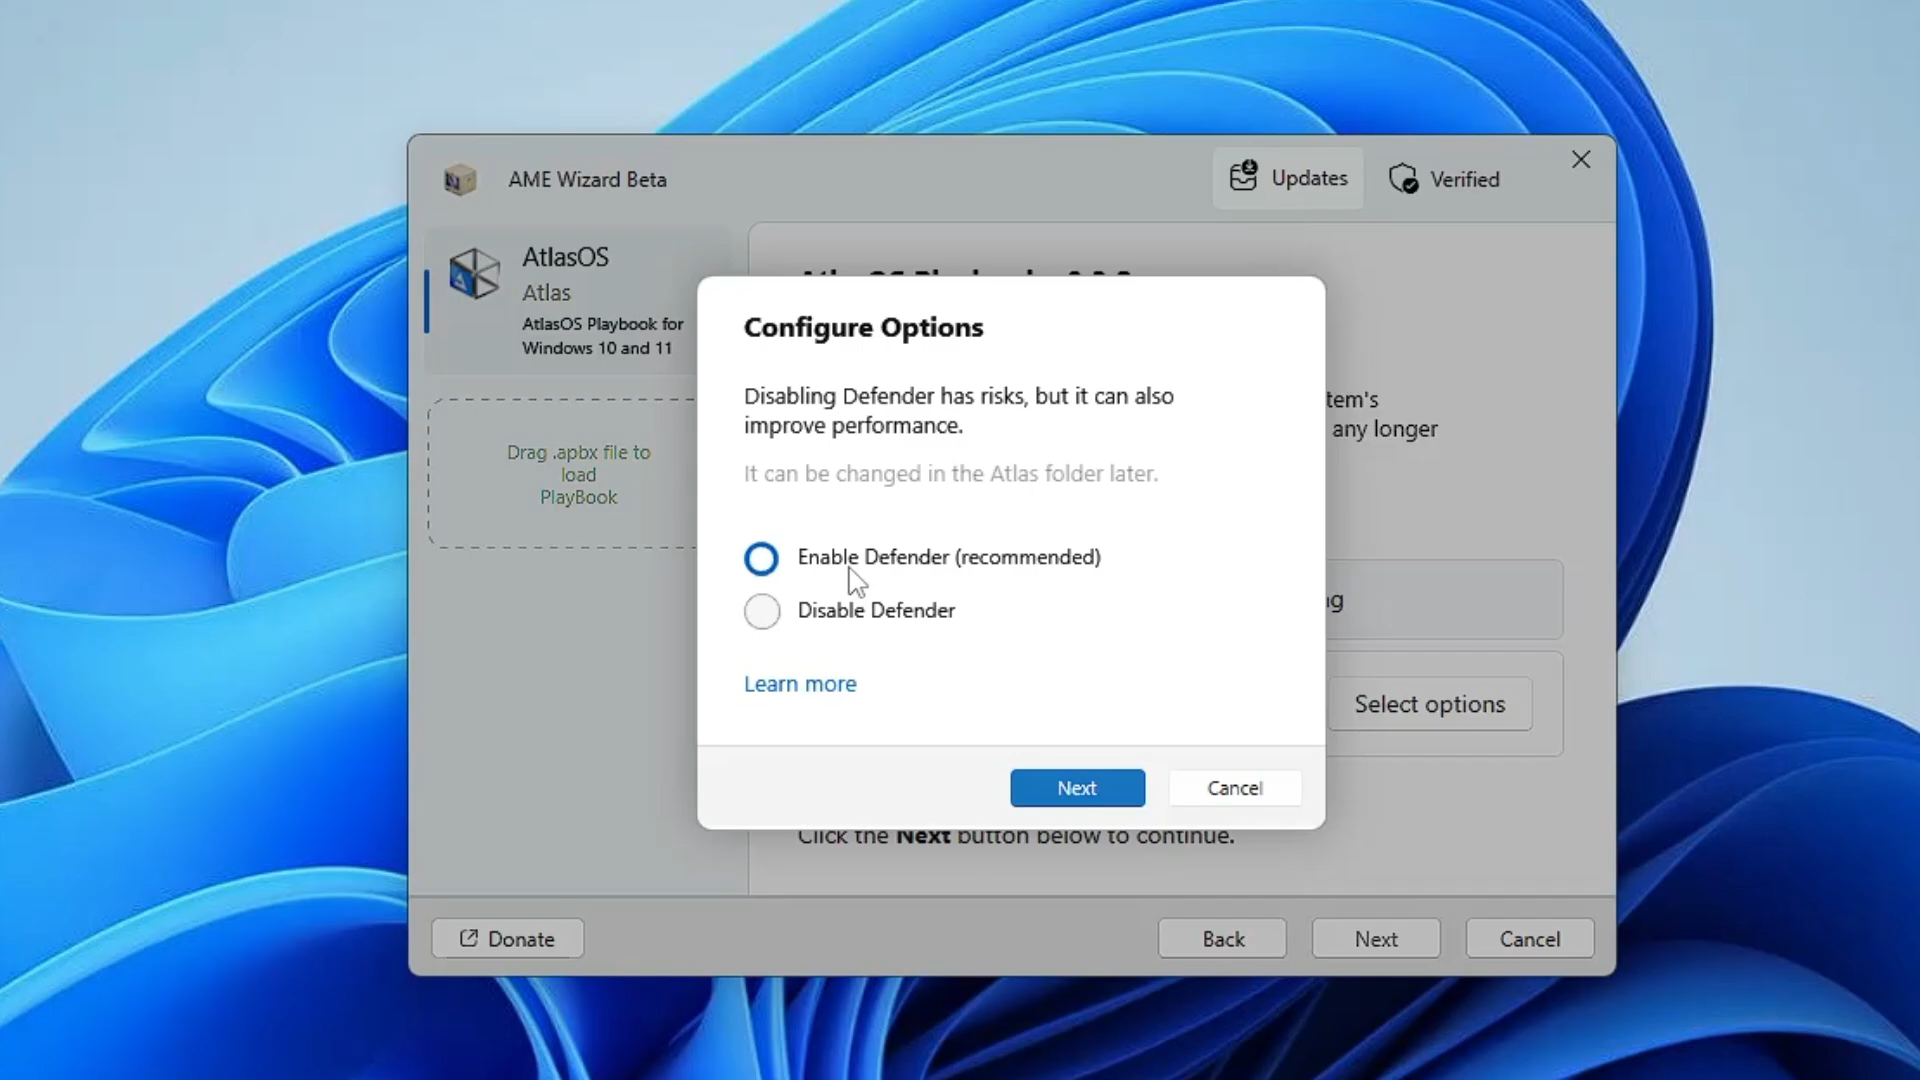 AME Wizard Beta
Updates
Verified
AtlasOS
Atlas
AtlasOS Playbook for
Windows 10 and 11
Drag .apbx file to
load
PlayBook
Configure Options
Disabling Defender has risks, but it can also
improve performance.
It can be changed in the Atlas folder later.
Enable Defender (recommended)
Disable Defender
Learn more
Next
Cancel
tem's
any longer
ng
Select options
Click the Next button below to continue.
Donate
Back
Next
Cancel